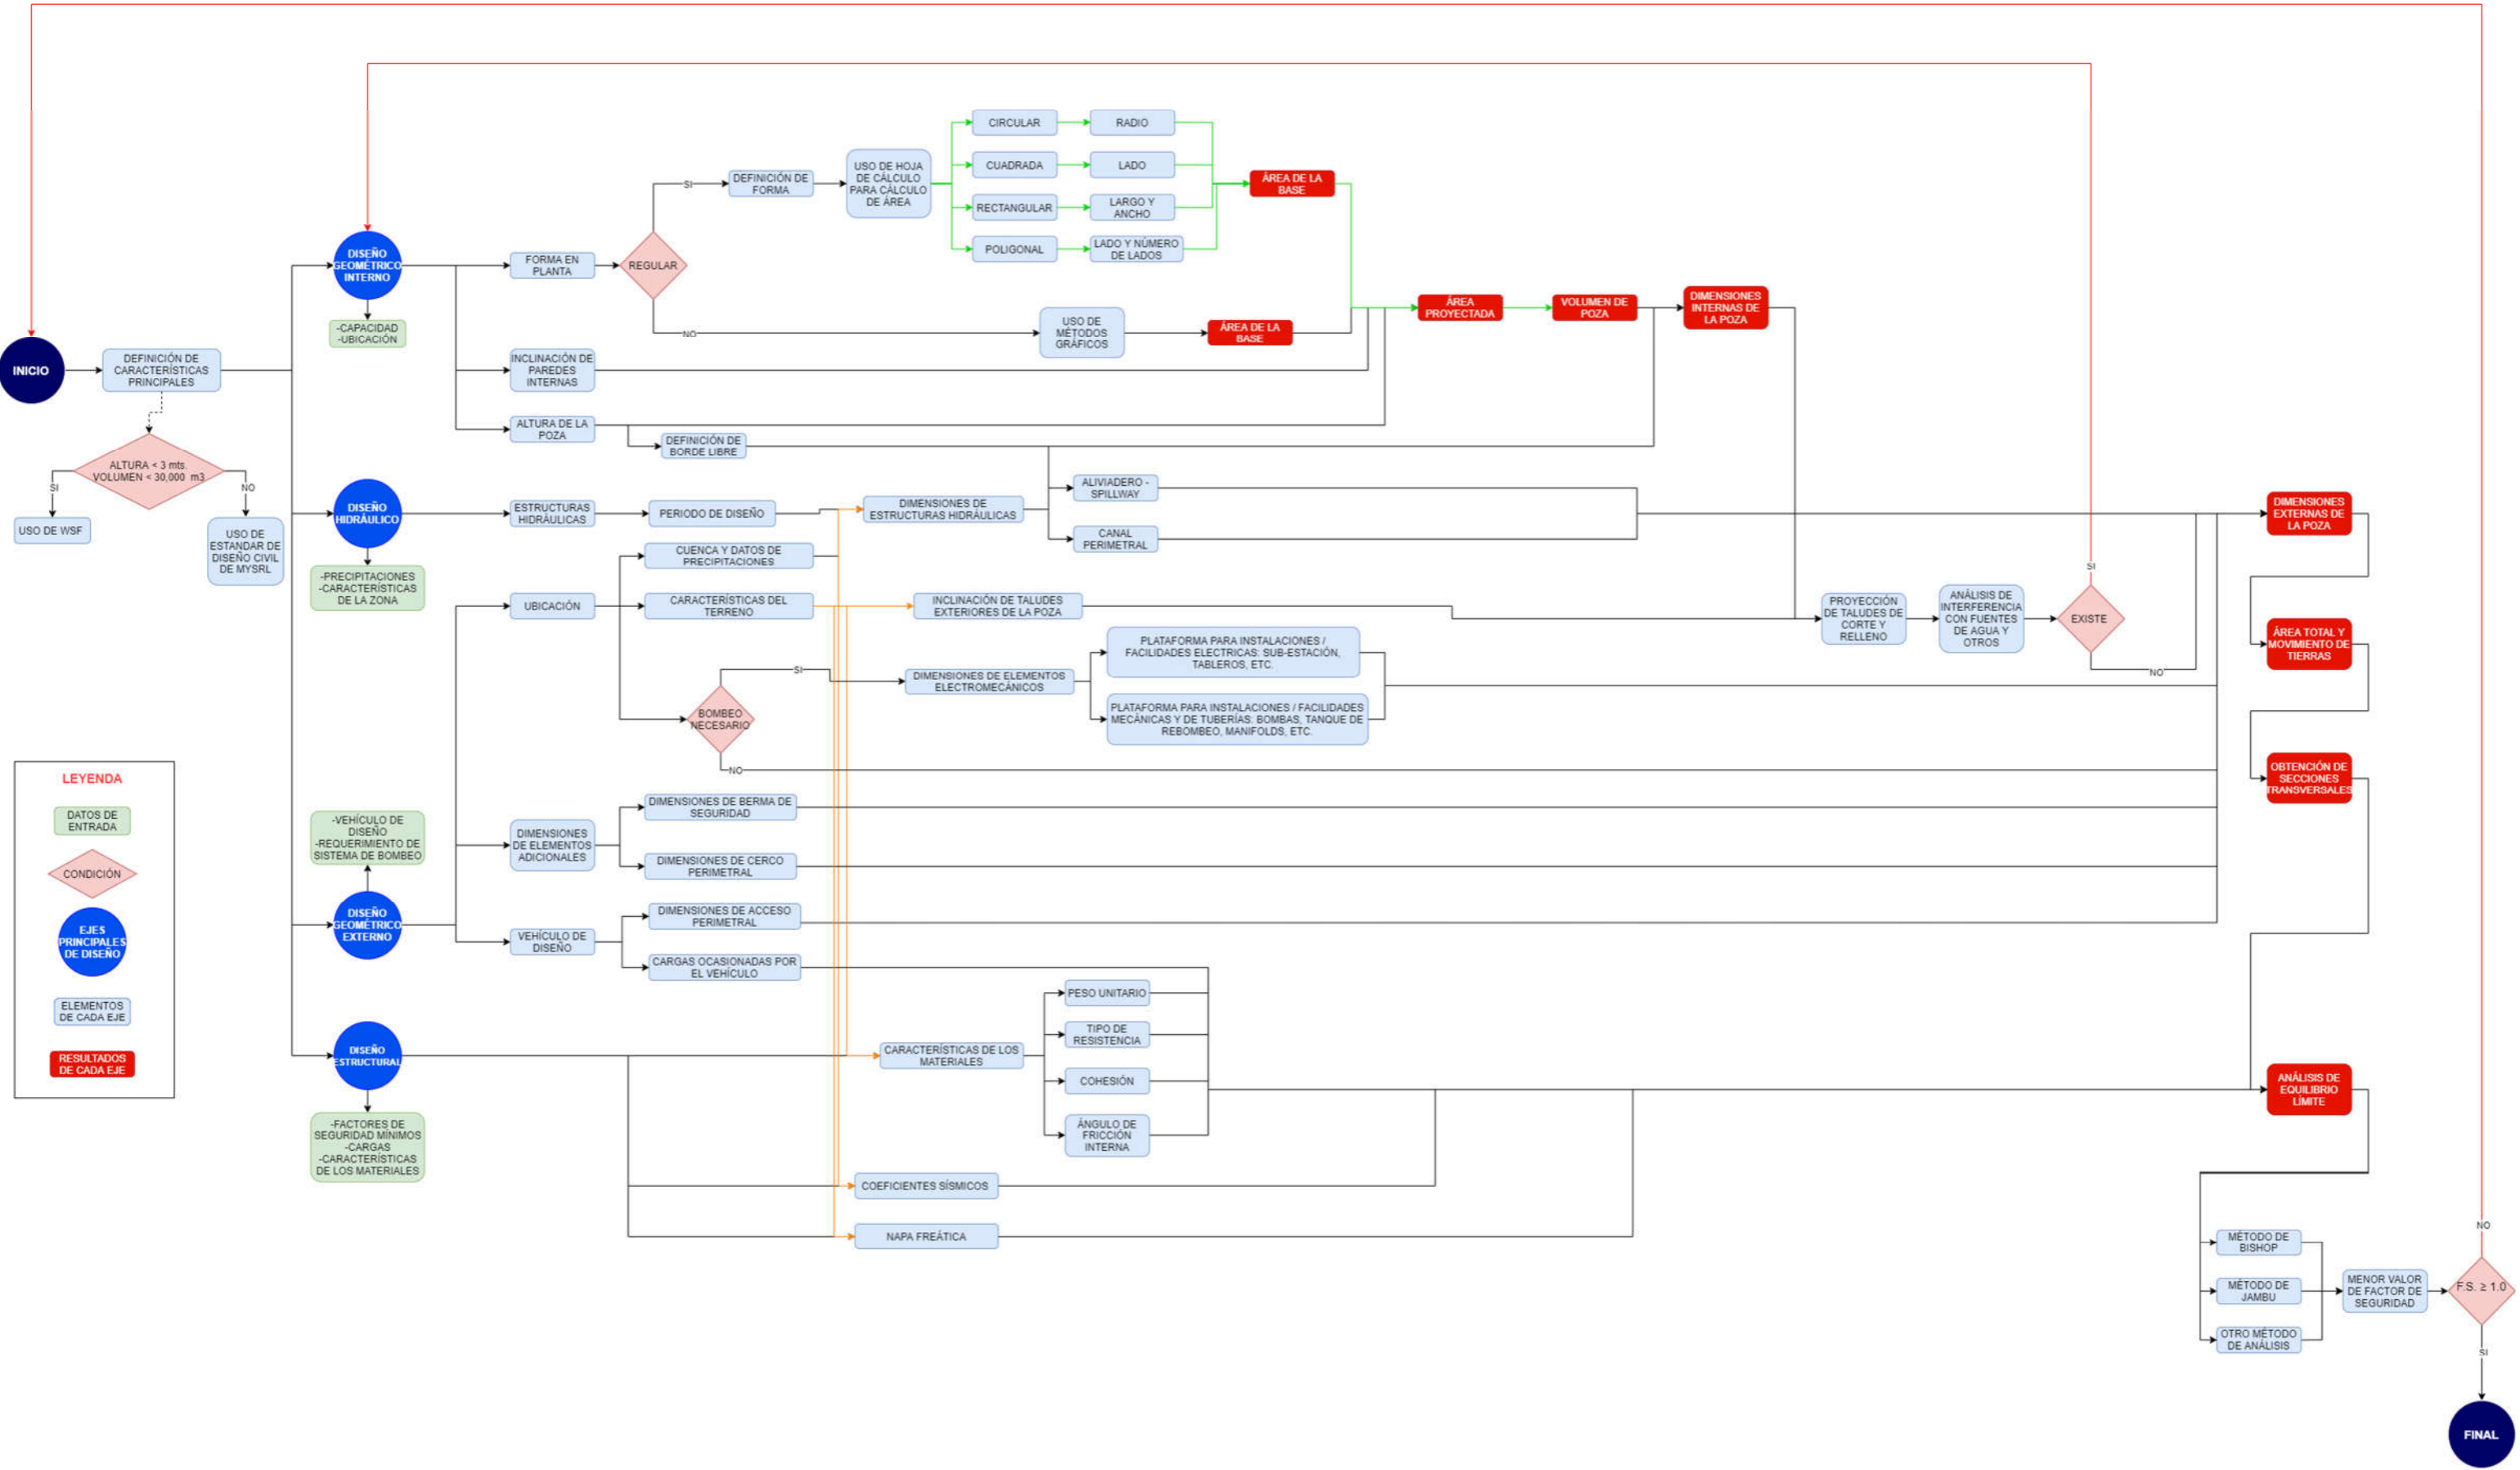 INICIO
DEFINICIÓN DE
CARACTERÍSTICAS
PRINCIPALES
ALTURA < 3 mts.
VOLUMEN < 30,000 m3
SI
NO
USO DE WSF
USO DE
ESTANDAR DE
DISEÑO CIVIL
DE MYSRL
LEYENDA
DATOS DE
ENTRADA
CONDICIÓN
EJES
PRINCIPALES
DE DISEÑO
ELEMENTOS
DE CADA EJE
RESULTADOS
DE CADA EJE
DISEÑO
GEOMÉTRICO
INTERNO
-CAPACIDAD
-UBICACIÓN
FORMA EN
PLANTA
REGULAR
SI
DEFINICIÓN DE
FORMA
USO DE HOJA
DE CÁLCULO
PARA CÁLCULO
DE ÁREA
CIRCULAR
RADIO
CUADRADA
LADO
RECTANGULAR
LARGO Y
ANCHO
POLIGONAL
LADO Y NÚMERO
DE LADOS
ÁREA DE LA
BASE
NO
USO DE
MÉTODOS
GRÁFICOS
ÁREA DE LA
BASE
ÁREA
PROYECTADA
VOLUMEN DE
POZA
DIMENSIONES
INTERNAS DE
LA POZA
INCLINACIÓN DE
PAREDES
INTERNAS
ALTURA DE LA
POZA
DEFINICIÓN DE
BORDE LIBRE
DISEÑO
HIDRÁULICO
-PRECIPITACIONES
-CARACTERÍSTICAS
DE LA ZONA
ESTRUCTURAS
HIDRÁULICAS
PERIODO DE DISEÑO
DIMENSIONES DE
ESTRUCTURAS HIDRÁULICAS
ALIVIADERO -
SPILLWAY
CANAL
PERIMETRAL
CUENCA Y DATOS DE
PRECIPITACIONES
UBICACIÓN
CARACTERÍSTICAS DEL
TERRENO
INCLINACIÓN DE TALUDES
EXTERIORES DE LA POZA
PROYECCIÓN
DE TALUDES DE
CORTE Y
RELLENO
ANÁLISIS DE
INTERFERENCIA
CON FUENTES
DE AGUA Y
OTROS
SI
EXISTE
NO
BOMBEO
NECESARIO
SI
NO
DIMENSIONES DE ELEMENTOS
ELECTROMECÁNICOS
PLATAFORMA PARA INSTALACIONES /
FACILIDADES ELECTRICAS: SUB-ESTACIÓN,
TABLEROS, ETC.
PLATAFORMA PARA INSTALACIONES / FACILIDADES
MECÁNICAS Y DE TUBERÍAS: BOMBAS, TANQUE DE
REBOMBEO, MANIFOLDS, ETC.
DIMENSIONES
EXTERNAS DE
LA POZA
ÁREA TOTAL Y
MOVIMIENTO DE
TIERRAS
OBTENCIÓN DE
SECCIONES
TRANSVERSALES
-VEHÍCULO DE
DISEÑO
-REQUERIMIENTO DE
SISTEMA DE BOMBEO
DISEÑO
GEOMÉTRICO
EXTERNO
DIMENSIONES
DE ELEMENTOS
ADICIONALES
DIMENSIONES DE BERMA DE
SEGURIDAD
DIMENSIONES DE CERCO
PERIMETRAL
VEHÍCULO DE
DISEÑO
DIMENSIONES DE ACCESO
PERIMETRAL
CARGAS OCASIONADAS POR
EL VEHÍCULO
DISEÑO
ESTRUCTURAL
-FACTORES DE
SEGURIDAD MÍNIMOS
-CARGAS
-CARACTERÍSTICAS
DE LOS MATERIALES
CARACTERÍSTICAS DE LOS
MATERIALES
PESO UNITARIO
TIPO DE
RESISTENCIA
COHESIÓN
ÁNGULO DE
FRICCIÓN
INTERNA
COEFICIENTES SÍSMICOS
NAPA FREÁTICA
ANÁLISIS DE
EQUILIBRIO
LÍMITE
MÉTODO DE
BISHOP
MÉTODO DE
JAMBU
OTRO MÉTODO
DE ANÁLISIS
MENOR VALOR
DE FACTOR DE
SEGURIDAD
NO
F.S. ≥ 1.0
SI
FINAL